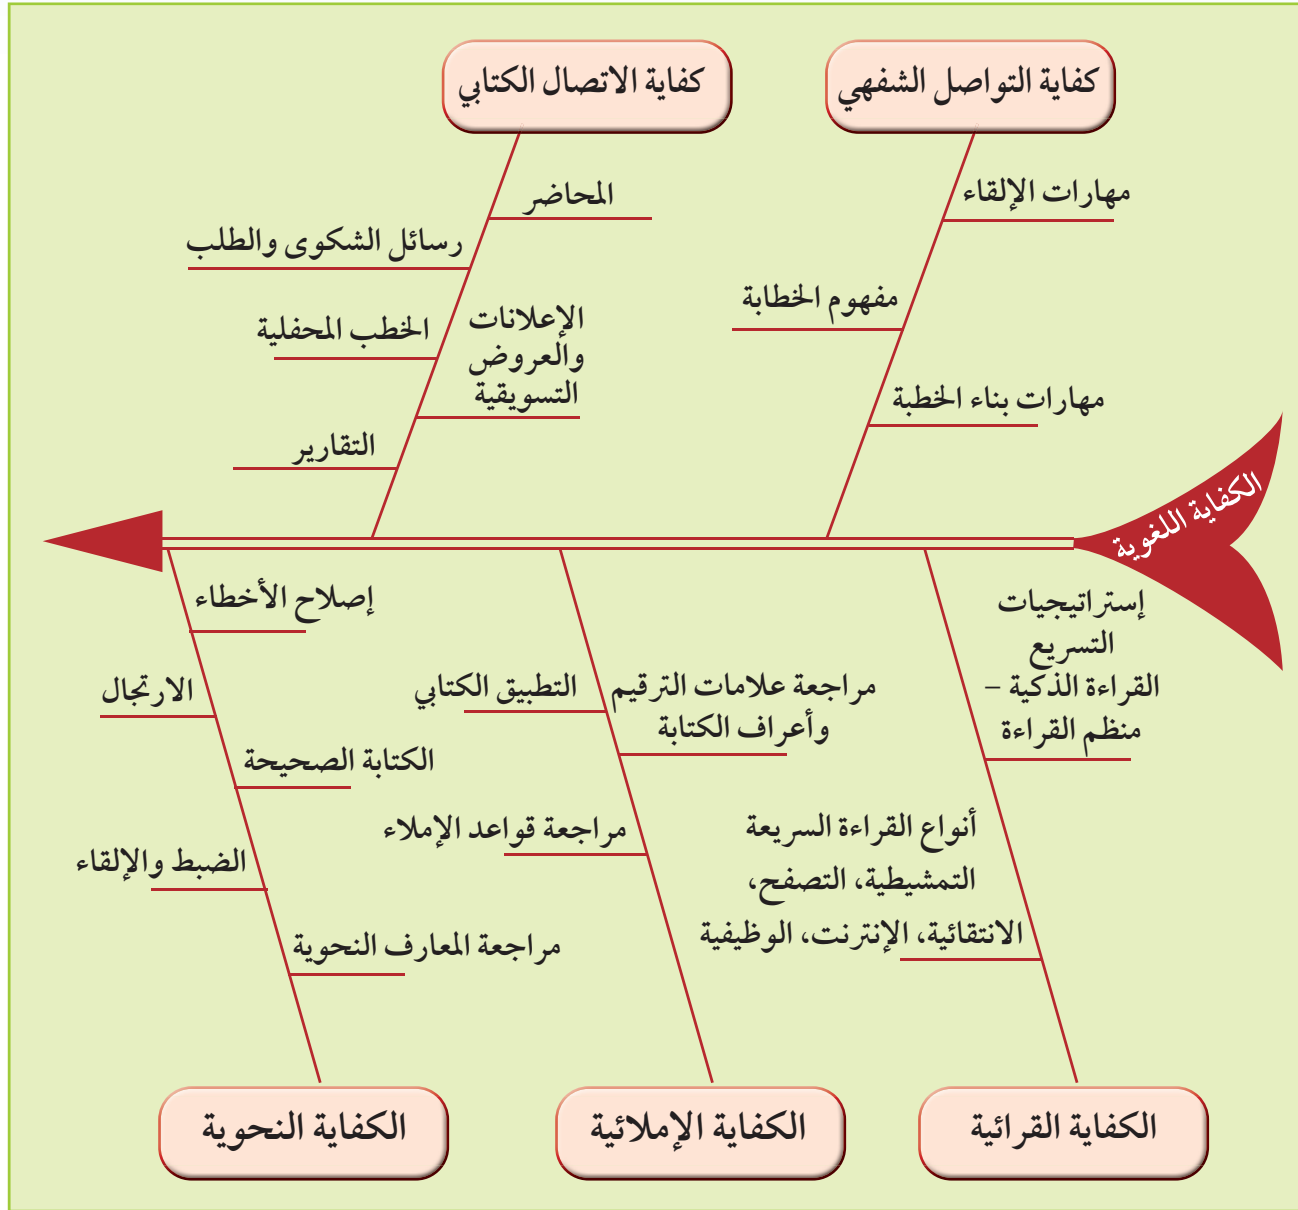 كفاية التواصل الشفهي
مهارات الإلقاء
مفهوم الخطابة
مهارات بناء الخطبة
كفاية الاتصال الكتابي
المحاضر
رسائل الشكوى والطلب
الإعلانات
والعروض
التسويقية
الخطب المحفلية
التقارير
الكفاية اللغوية
إستراتيجيات
التسريع
القراءة الذكية –
منظم القراءة
أنواع القراءة السريعة
التمشيطية، التصفح،
الانتقائية، الإنترنت، الوظيفية
الكفاية القرائية
التطبيق الكتابي
مراجعة علامات الترقيم
وأعراف الكتابة
مراجعة قواعد الإملاء
الكفاية الإملائية
إصلاح الأخطاء
الارتجال
الكتابة الصحيحة
الضبط والإلقاء
مراجعة المعارف النحوية
الكفاية النحوية